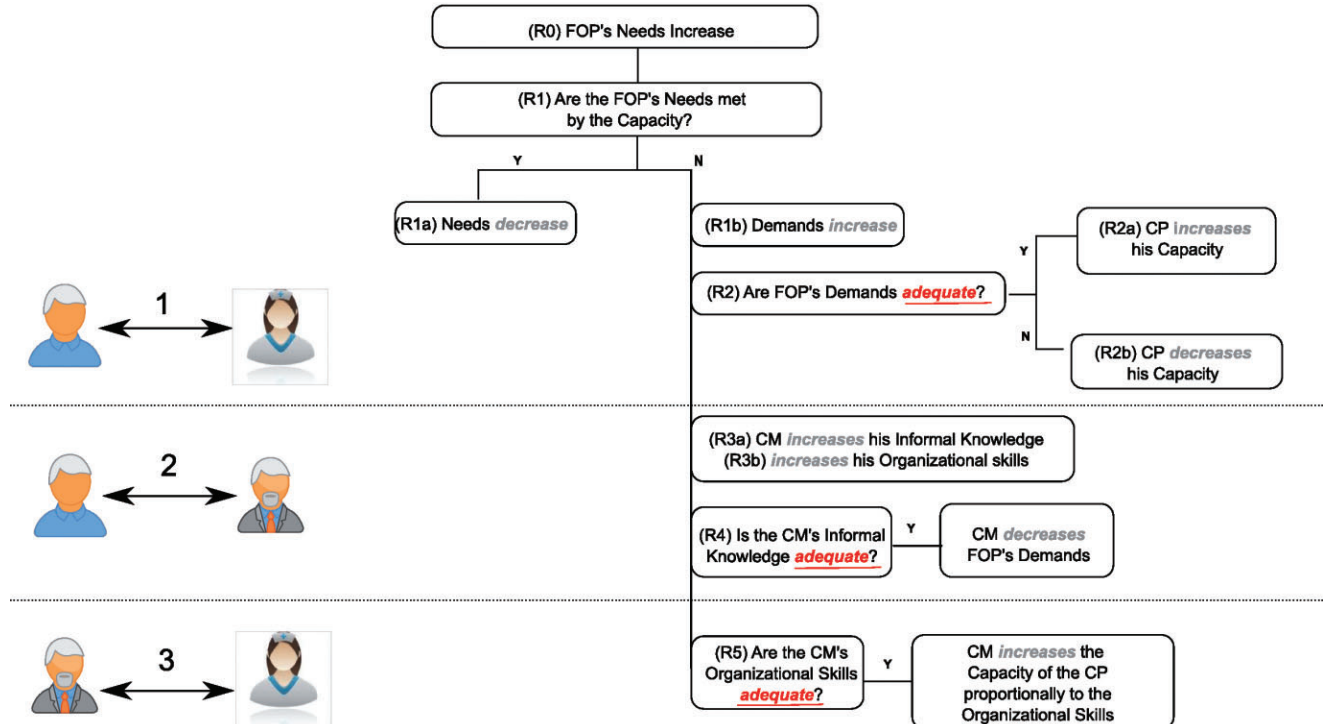 (R0) FOP's Needs Increase
(R1) Are the FOP's Needs met
by the Capacity?
Y
N
(R1a) Needs decrease
(R1b) Demands increase
(R2) Are FOP's Demands adequate?
Y
(R2a) CP increases
his Capacity
N
(R2b) CP decreases
his Capacity
1
(R3a) CM increases his Informal Knowledge
(R3b) increases his Organizational skills
2
(R4) Is the CM's Informal
Knowledge adequate?
Y
CM decreases
FOP's Demands
3
(R5) Are the CM's
Organizational Skills
adequate?
Y
CM increases the
Capacity of the CP
proportionally to the
Organizational Skills